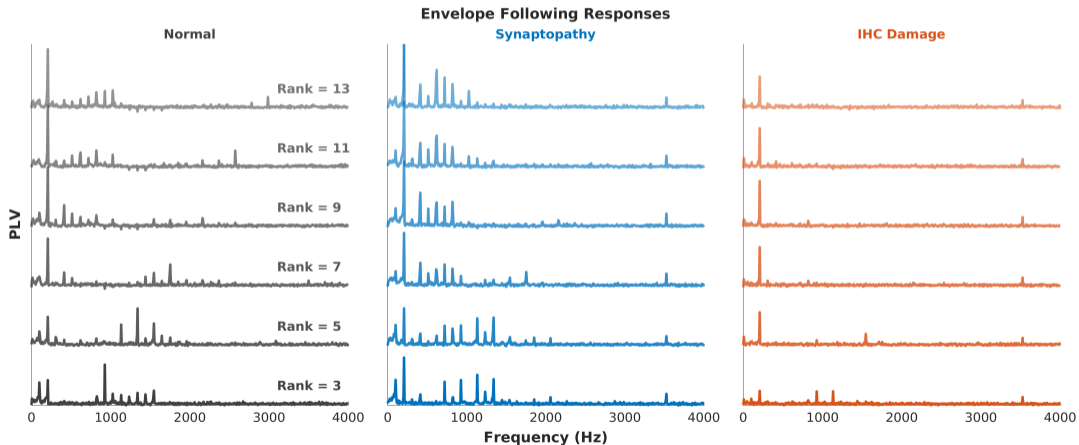 Envelope Following Responses
Normal
Synaptopathy
IHC Damage
PLV
Rank = 13
Rank = 11
Rank = 9
Rank = 7
Rank = 5
Rank = 3
0 1000 2000 3000 4000
0 1000 2000 3000 4000
0 1000 2000 3000 4000
Frequency (Hz)